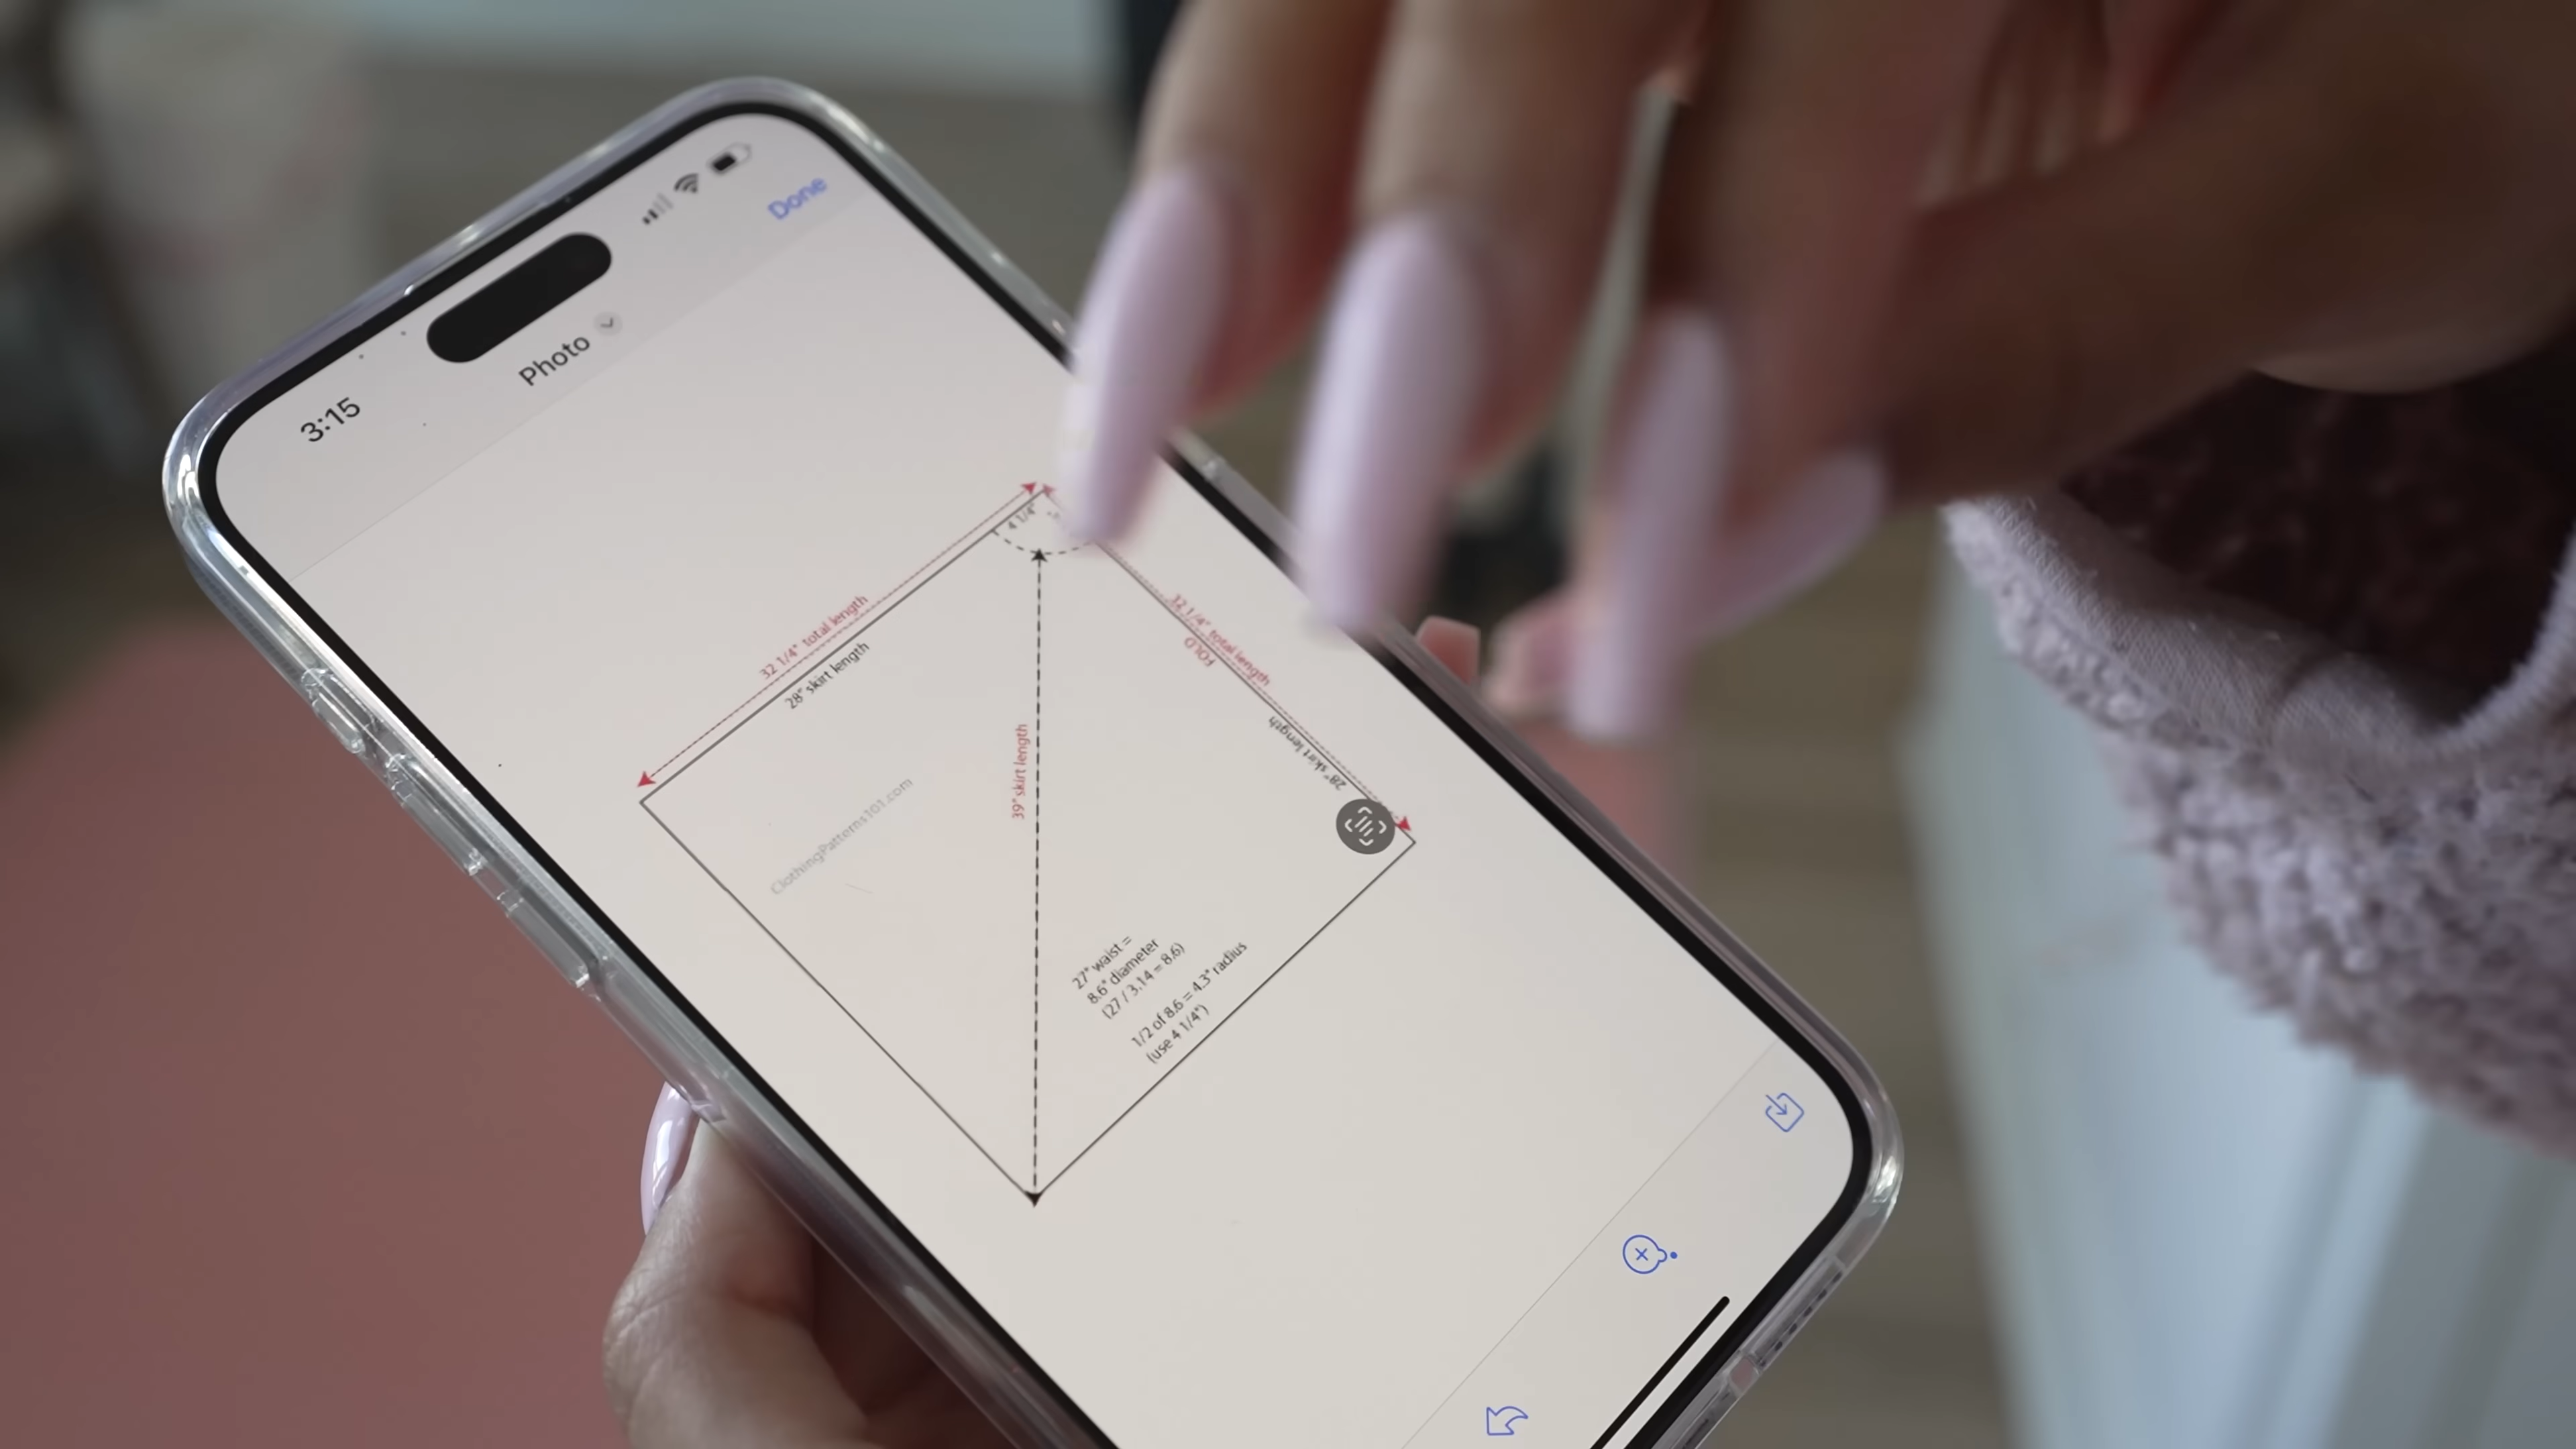 3:15
Done
Photo
4 1/4"
32 1/4" total length
28" skirt length
32 1/4" total length
FOLD
28" skirt length
39" skirt length
ClothingPatterns101.com
27" waist =
8.6" diameter
(27 / 3.14 = 8.6)
1/2 of 8.6 = 4.3" radius
(use 4 1/4")